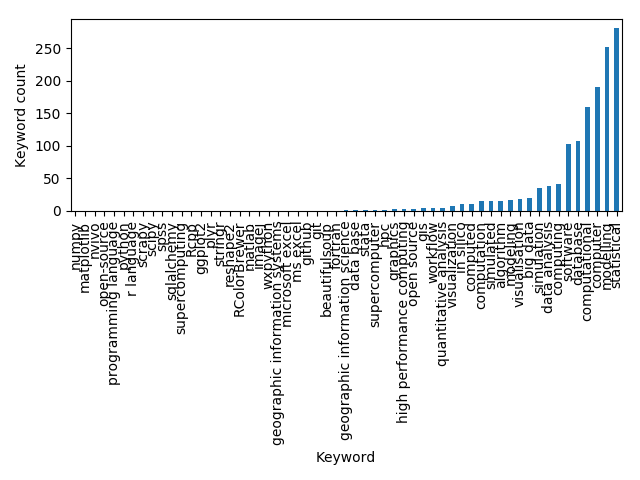 Keyword count
250
200
150
100
50
0
numpy
matplotlib
nvivo
open-source
programming language
python
r language
scrapy
scipy
spss
sqlalchemy
supercomputing
Rcpp
ggplot2
plyr
stringr
reshape2
RColorBrewer
matlab
imagej
wxpython
geographic information systems
microsoft excel
ms excel
github
git
beautifulsoup
fortran
geographic information science
data base
stata
supercomputer
hpc
graphics
high performance computing
open source
gis
workflow
quantitative analysis
visualization
in silico
computed
computation
simulated
algorithm
modeling
visualisation
big data
simulation
data analysis
computing
software
database
computational
computer
modelling
statistical
Keyword